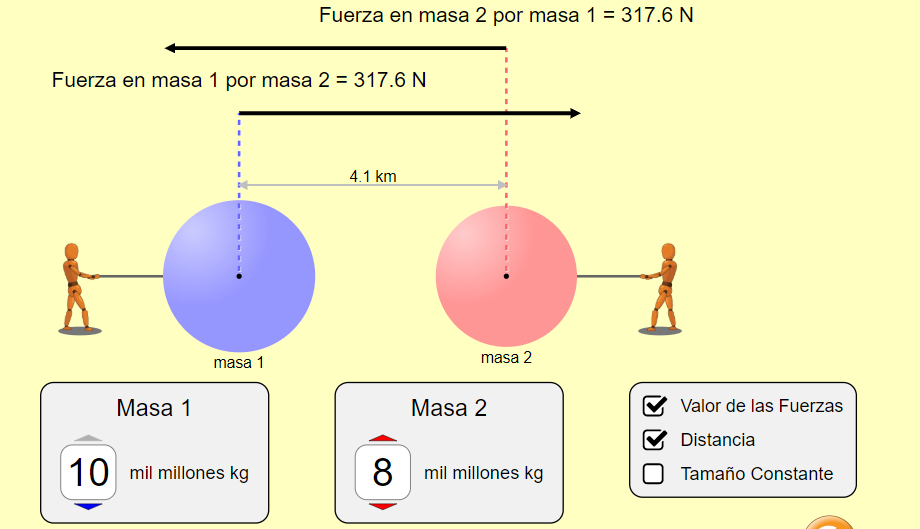 Fuerza en masa 2 por masa 1 = 317.6 N
Fuerza en masa 1 por masa 2 = 317.6 N
4.1 km
masa 1
masa 2
Masa 1
10 mil millones kg
Masa 2
8 mil millones kg
Valor de las Fuerzas
Distancia
Tamaño Constante